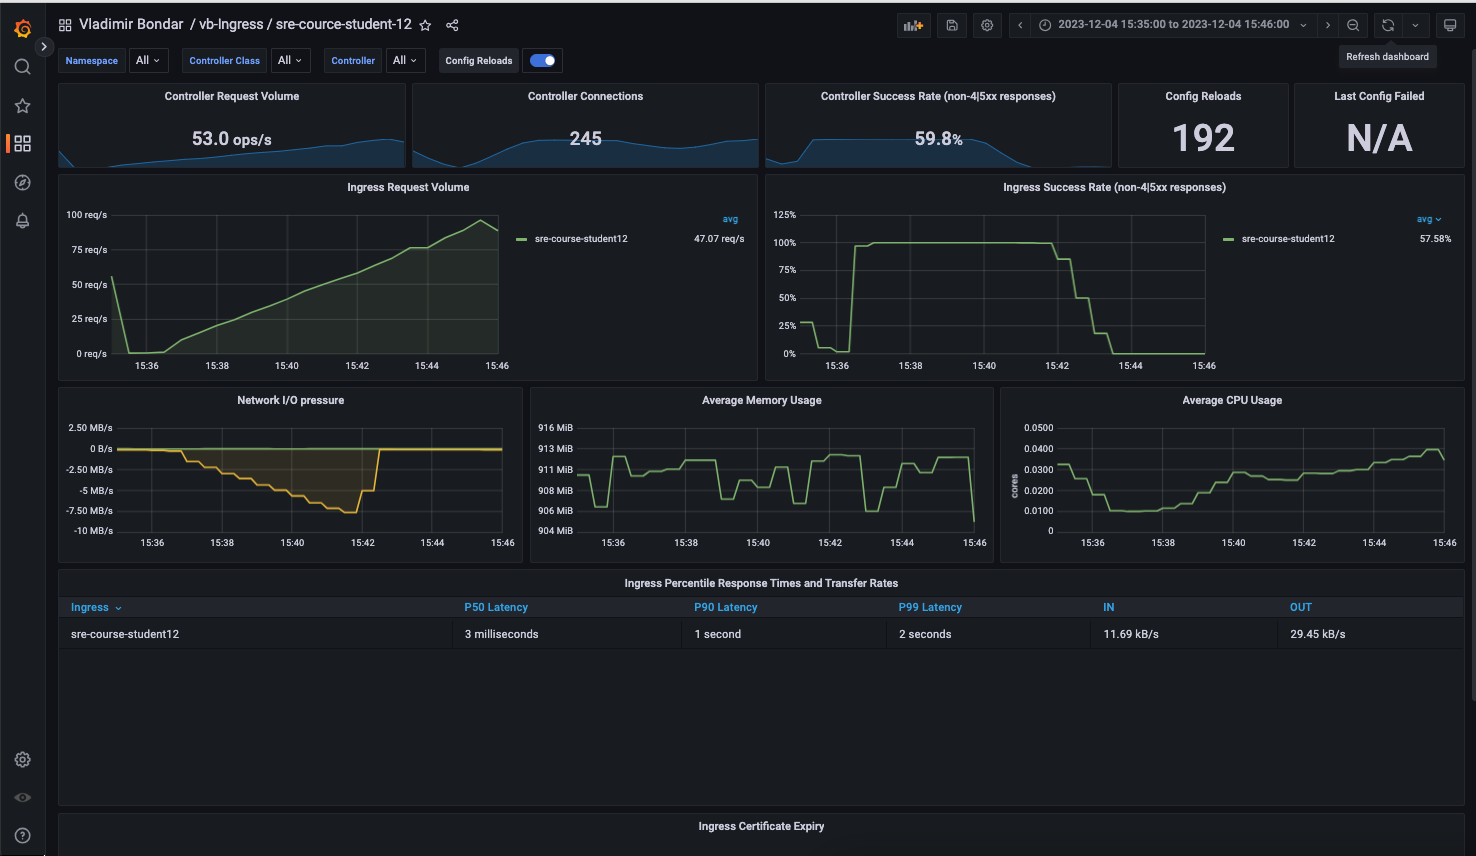 Vladimir Bondar / vb-Ingress / sre-cource-student-12
2023-12-04 15:35:00 to 2023-12-04 15:46:00
Namespace All Controller Class All Controller All Config Reloads
Refresh dashboard
Controller Request Volume
53.0 ops/s
Controller Connections
245
Controller Success Rate (non-4|5xx responses)
59.8%
Config Reloads
192
Last Config Failed
N/A
Ingress Request Volume
100 req/s
75 req/s
50 req/s
25 req/s
0 req/s
15:36 15:38 15:40 15:42 15:44 15:46
avg
sre-course-student12 47.07 req/s
Ingress Success Rate (non-4|5xx responses)
125%
100%
75%
50%
25%
0%
15:36 15:38 15:40 15:42 15:44 15:46
avg
sre-course-student12 57.58%
Network I/O pressure
2.50 MB/s
0 B/s
-2.50 MB/s
-5 MB/s
-7.50 MB/s
-10 MB/s
15:36 15:38 15:40 15:42 15:44 15:46
Average Memory Usage
916 MiB
913 MiB
911 MiB
908 MiB
906 MiB
904 MiB
15:36 15:38 15:40 15:42 15:44 15:46
Average CPU Usage
cores
0.0500
0.0400
0.0300
0.0200
0.0100
0
15:36 15:38 15:40 15:42 15:44 15:46
Ingress Percentile Response Times and Transfer Rates
Ingress P50 Latency P90 Latency P99 Latency IN OUT
sre-course-student12 3 milliseconds 1 second 2 seconds 11.69 kB/s 29.45 kB/s
Ingress Certificate Expiry